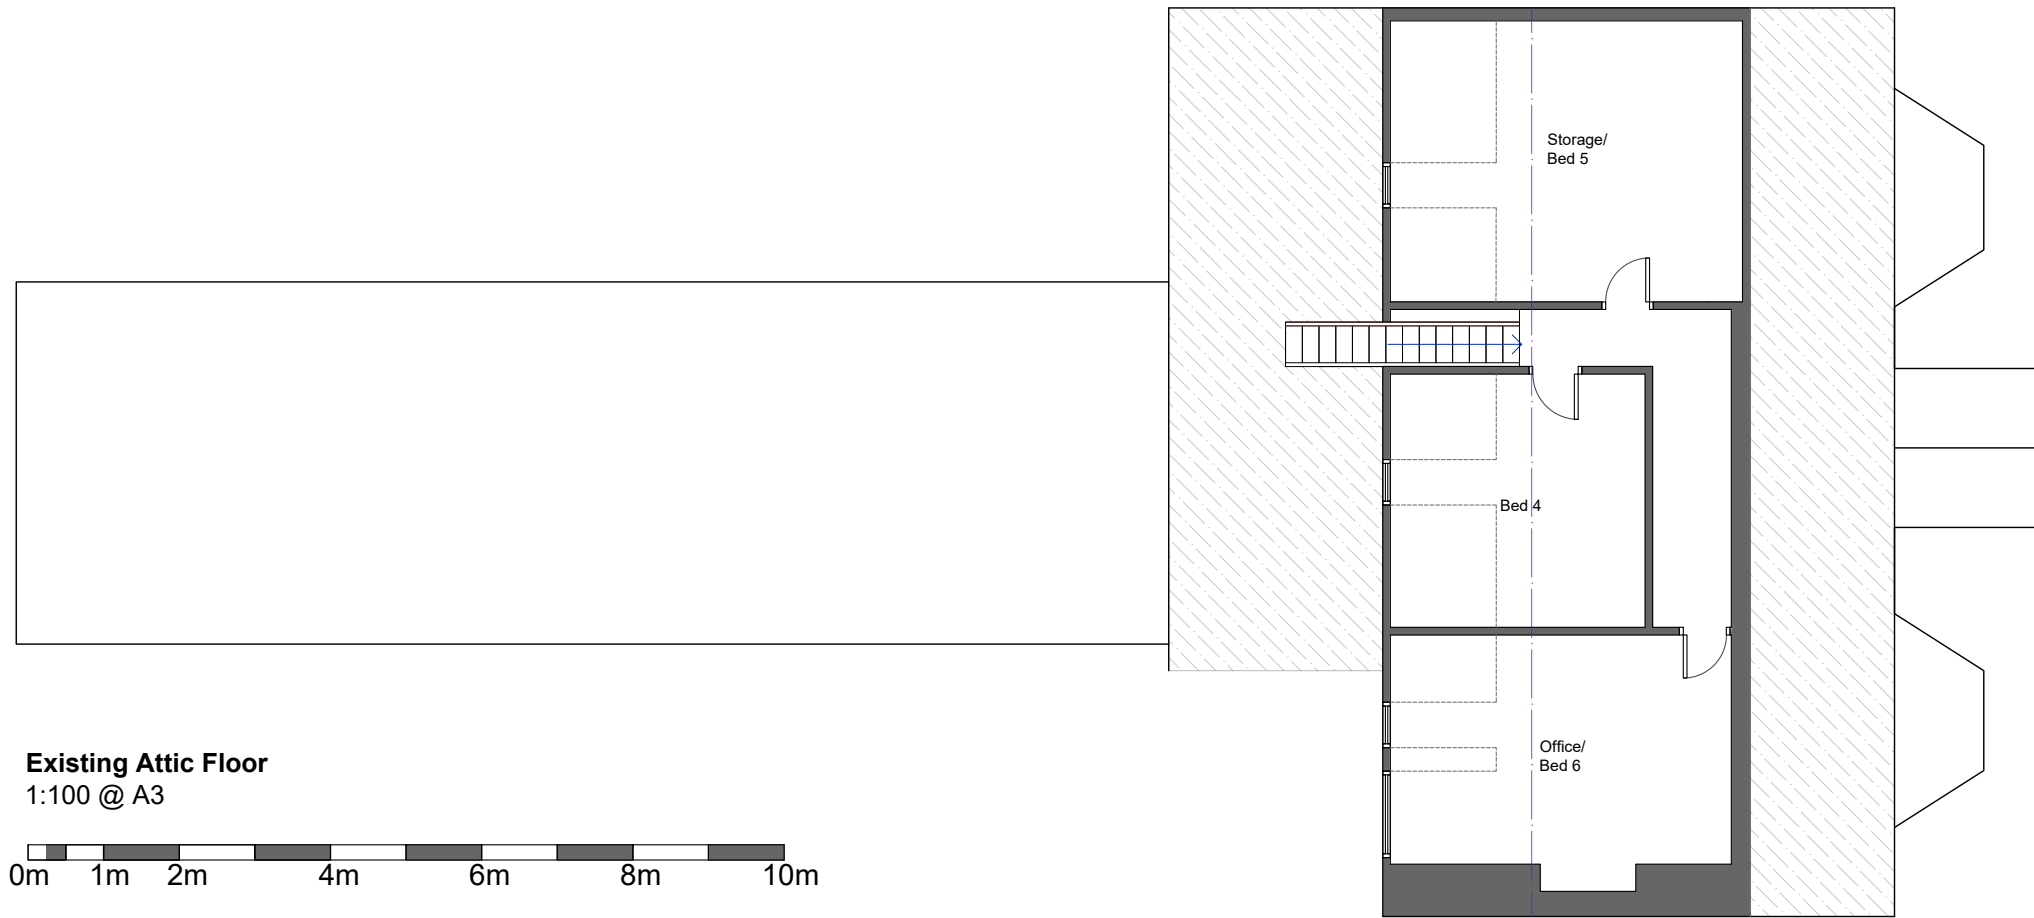 Storage/
Bed 5
Bed 4
Office/
Bed 6
Existing Attic Floor
1:100 @ A3
0m 1m 2m 4m 6m 8m 10m